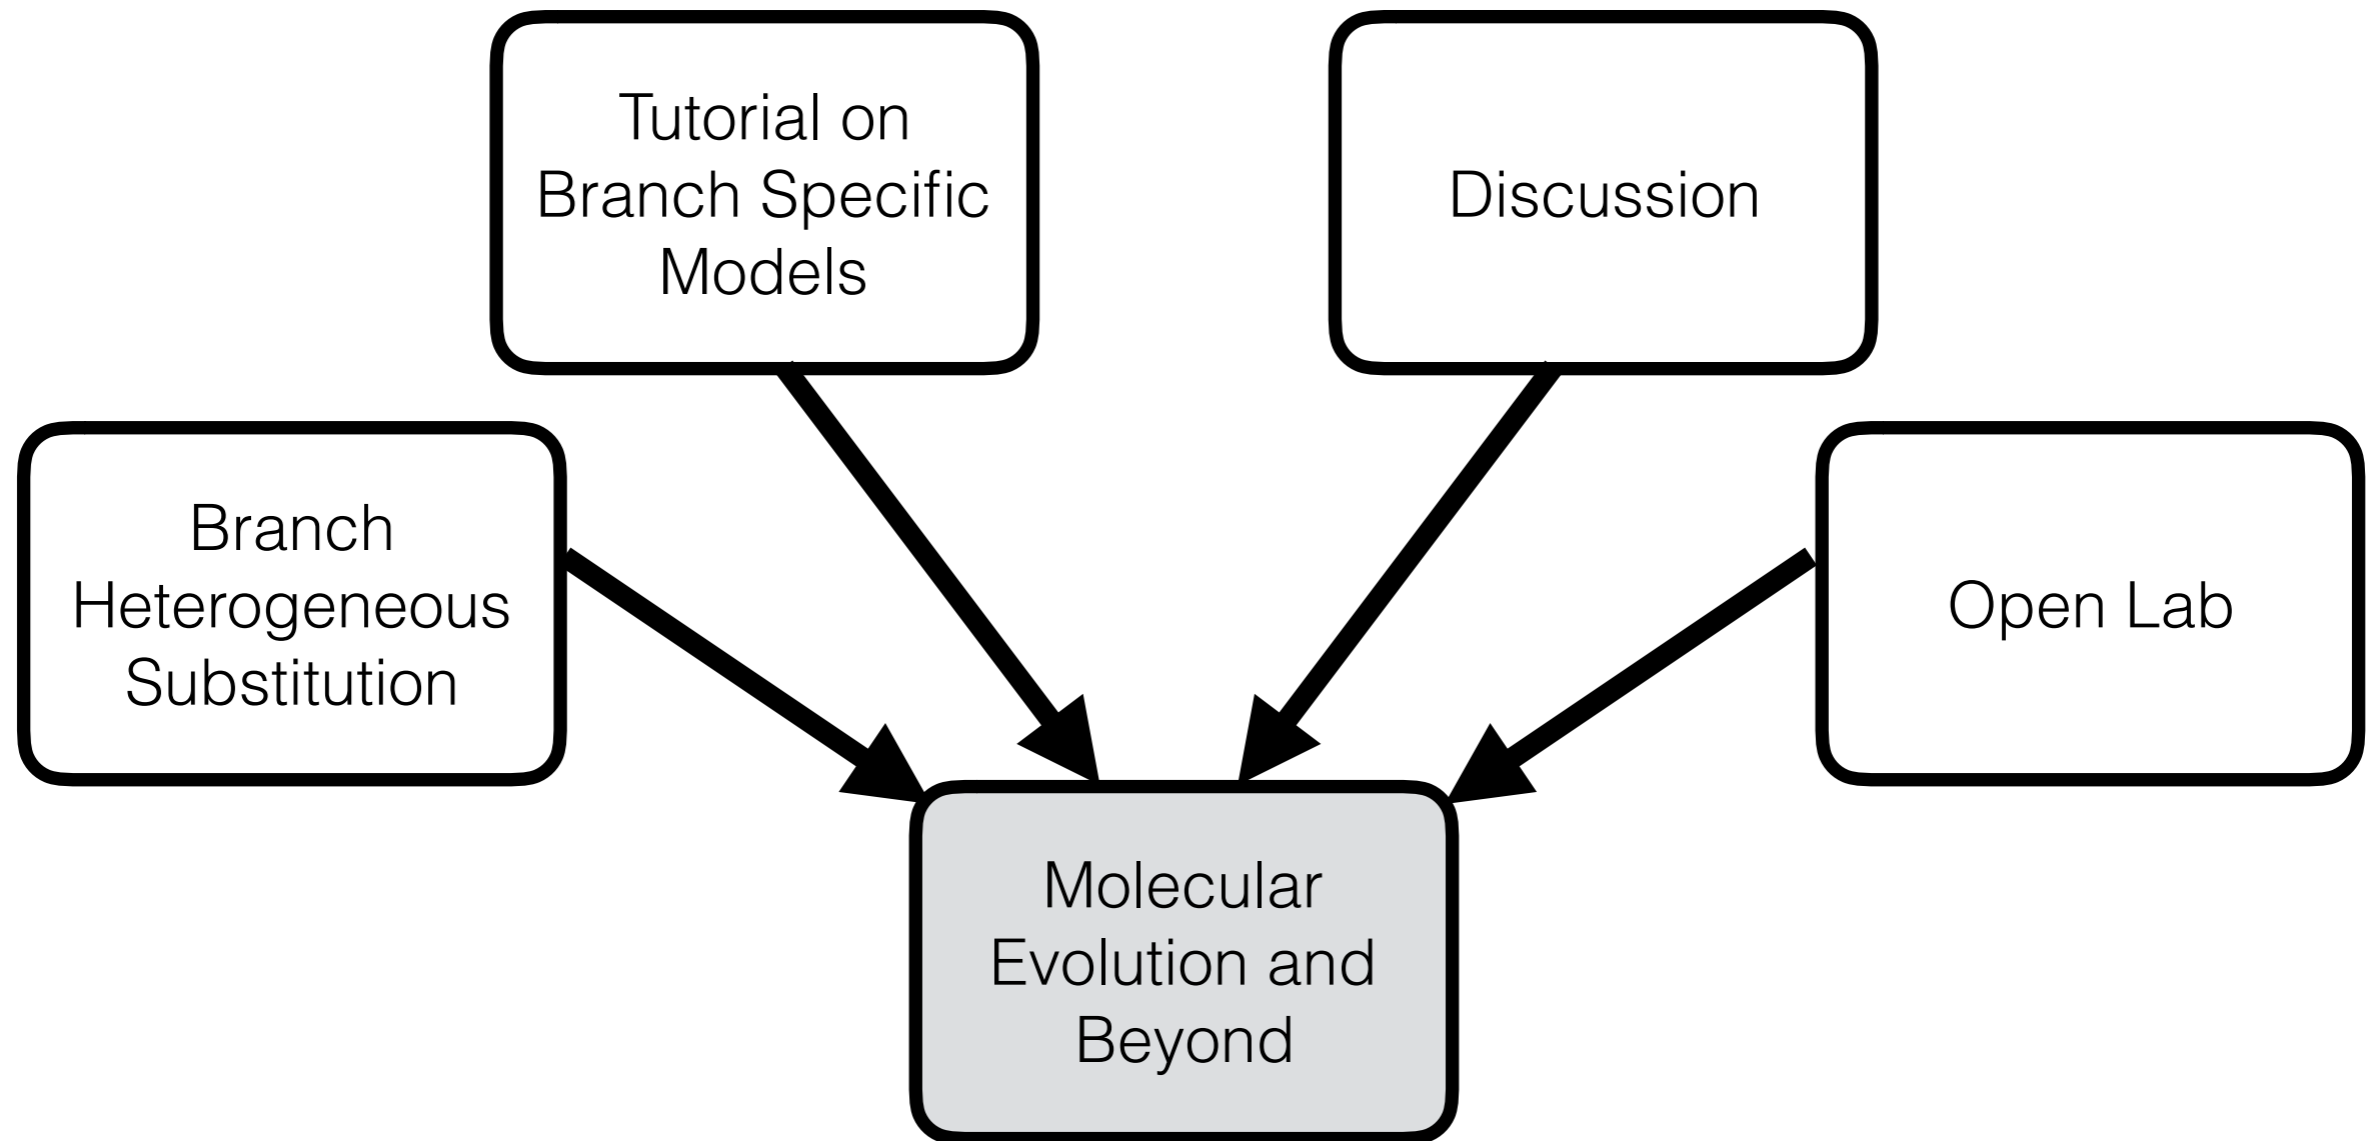 Tutorial on
Branch Specific
Models
Discussion
Branch
Heterogeneous
Substitution
Open Lab
Molecular
Evolution and
Beyond